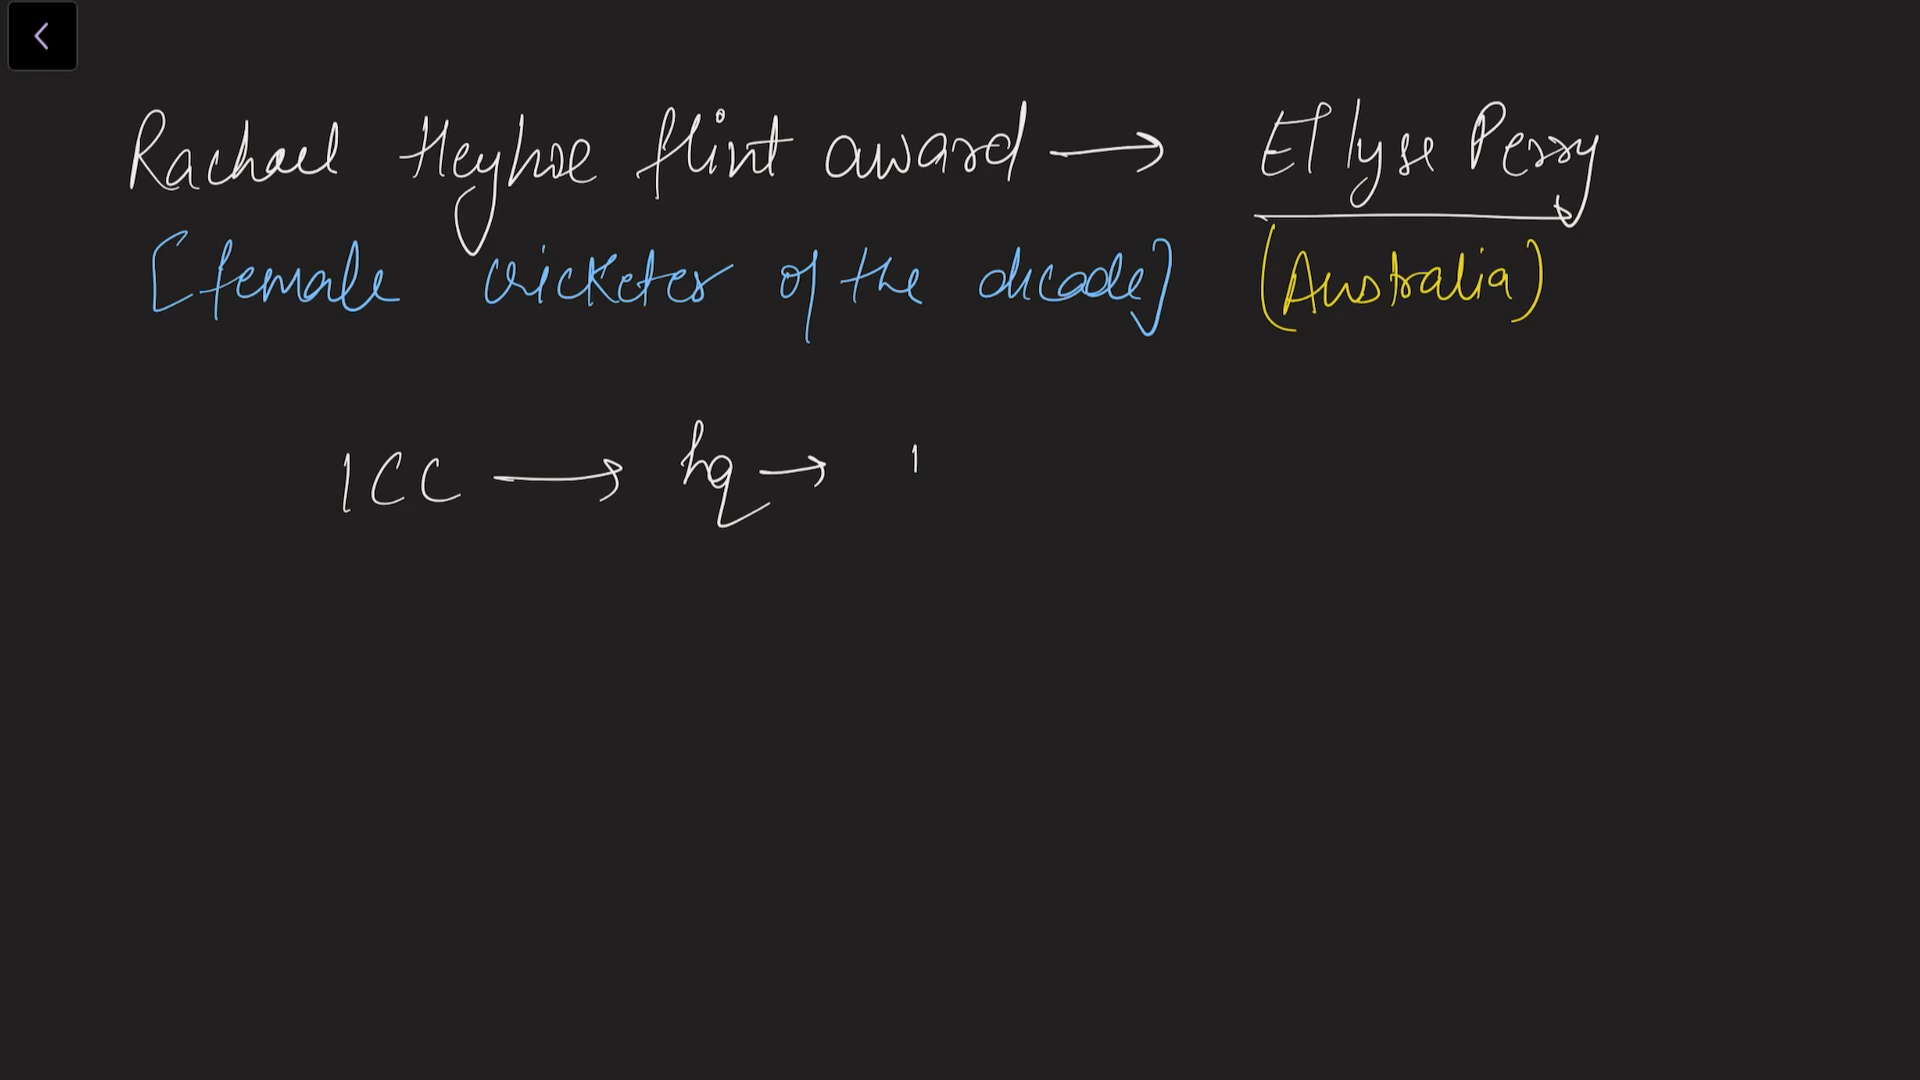 Rachael Heyhoe flint award → Ellyse Perry
[female cricketer of the decade] (Australia)
ICC → hq →